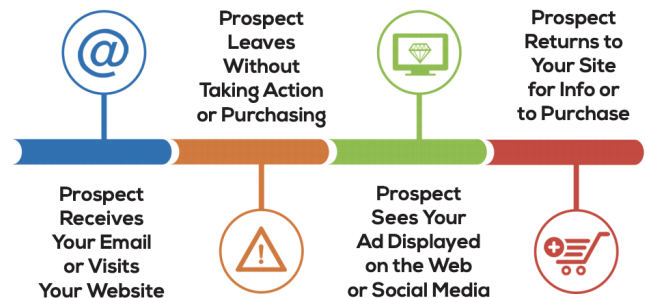 Prospect
Receives
Your Email
or Visits
Your Website
Prospect
Leaves
Without
Taking Action
or Purchasing
Prospect
Sees Your
Ad Displayed
on the Web
or Social Media
Prospect
Returns to
Your Site
for Info or
to Purchase